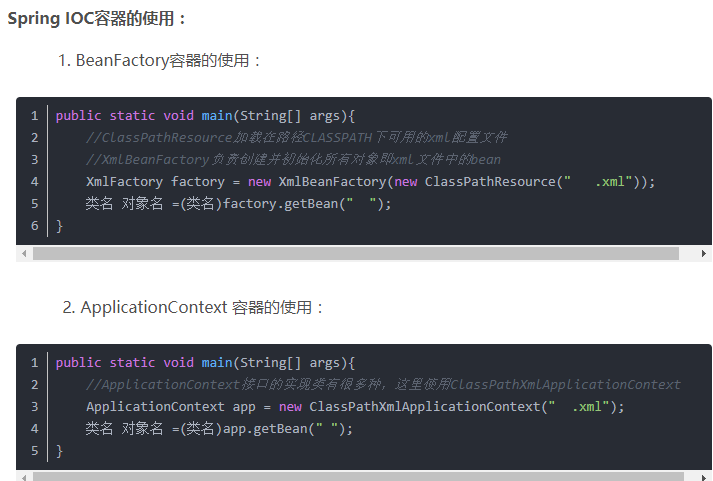 Spring IOC容器的使用：
1. BeanFactory容器的使用：
1 public static void main(String[] args){
2 //ClassPathResource加载在路径CLASSPATH下可用的xml配置文件
3 //XmlBeanFactory负责创建并初始化所有对象即xml文件中的bean
4 XmlFactory factory = new XmlBeanFactory(new ClassPathResource("   .xml"));
5 类名 对象名 =(类名)factory.getBean("  ");
6 }
2. ApplicationContext 容器的使用：
1 public static void main(String[] args){
2 //ApplicationContext接口的实现类有很多种，这里使用ClassPathXmlApplicationContext
3 ApplicationContext app = new ClassPathXmlApplicationContext("  .xml");
4 类名 对象名 =(类名)app.getBean(" ");
5 }